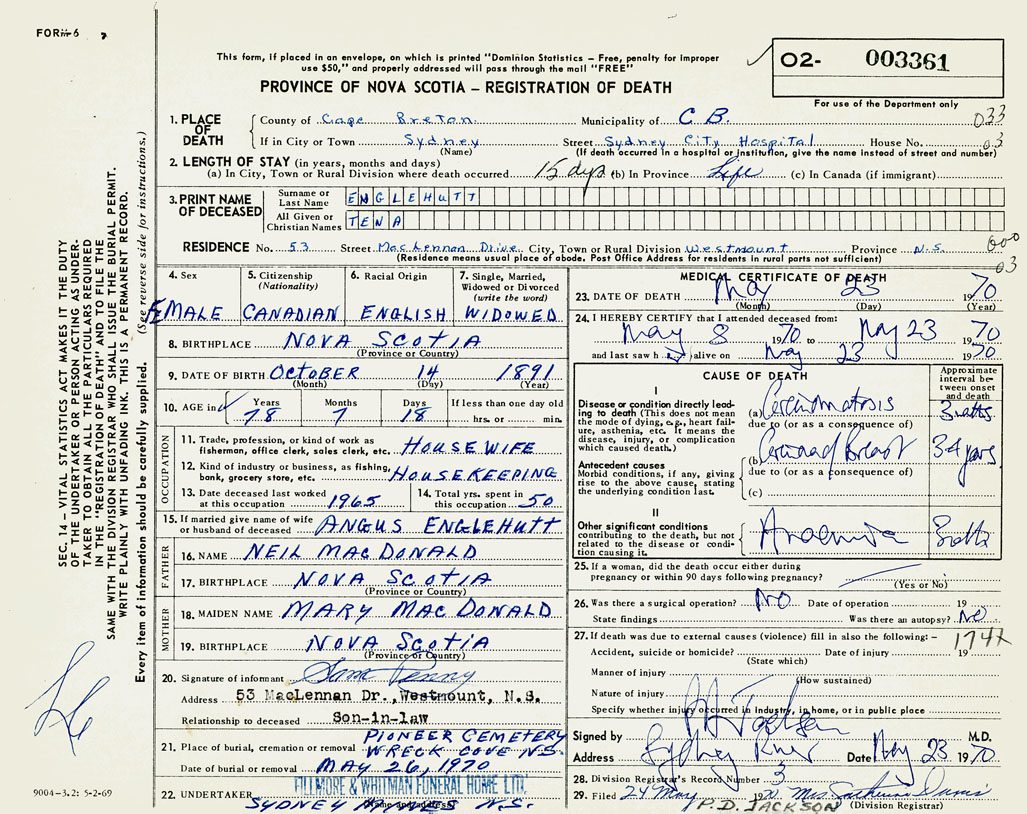 FORM 6
This form, if placed in an envelope, on which is printed "Dominion Statistics – Free, penalty for improper
use $50," and properly addressed will pass through the mail "FREE"
PROVINCE OF NOVA SCOTIA – REGISTRATION OF DEATH
O2- 003361
For use of the Department only
1. PLACE OF DEATH
County of Cape Breton Municipality of C B. 033
If in City or Town Sydney Street Sydney City Hospital House No. 03
(Name) (If death occurred in a hospital or institution, give the name instead of street and number)
2. LENGTH OF STAY (in years, months and days)
(a) In City, Town or Rural Division where death occurred 15 days (b) In Province Life (c) In Canada (if immigrant)
3. PRINT NAME OF DECEASED
Surname or Last Name ENGLEHUTT
All Given or Christian Names TENA
RESIDENCE No. 53 Street MacLennan Drive City, Town or Rural Division Westmount Province N.S. 000
(Residence means usual place of abode. Post Office Address for residents in rural parts not sufficient) 03
4. Sex 5. Citizenship (Nationality) 6. Racial Origin 7. Single, Married, Widowed or Divorced (write the word)
FEMALE CANADIAN ENGLISH WIDOWED
8. BIRTHPLACE NOVA SCOTIA
(Province or Country)
9. DATE OF BIRTH OCTOBER 14 1891
(Month) (Day) (Year)
10. AGE in Years Months Days If less than one day old
78 7 18 hrs. or min.
OCCUPATION
11. Trade, profession, or kind of work as
fisherman, office clerk, sales clerk, etc. HOUSEWIFE
12. Kind of industry or business, as fishing,
bank, grocery store, etc. HOUSEKEEPING
13. Date deceased last worked at this occupation 1965 14. Total yrs. spent in this occupation 50
15. If married give name of wife
or husband of deceased ANGUS ENGLEHUTT
FATHER
16. NAME NEIL MACDONALD
17. BIRTHPLACE NOVA SCOTIA
(Province or Country)
MOTHER
18. MAIDEN NAME MARY MACDONALD
19. BIRTHPLACE NOVA SCOTIA
(Province or Country)
20. Signature of informant Penny
Address 53 MacLennan Dr., Westmount, N.S.
Relationship to deceased Son-in-law
21. Place of burial, cremation or removal PIONEER CEMETERY
WRECK COVE N.S.
Date of burial or removal MAY 26, 1970
FILLMORE & WHITMAN FUNERAL HOME LTD.
22. UNDERTAKER SYDNEY MINES N.S.
(Name and address)
MEDICAL CERTIFICATE OF DEATH
23. DATE OF DEATH May 23 1970
(Month) (Day) (Year)
24. I HEREBY CERTIFY that I attended deceased from:
May 8 1970 to May 23 1970
and last saw h alive on May 23 1970
CAUSE OF DEATH
Approximate interval between onset and death
I
Disease or condition directly leading
to death (This does not mean
the mode of dying, e.g., heart failure,
asthenia, etc. It means the
disease, injury, or complication
which caused death.)
(a)
due to (or as a consequence of)
Antecedent causes
Morbid conditions, if any, giving
rise to the above cause, stating
the underlying condition last.
(b) Breast
due to (or as a consequence of)
(c)
II
Other significant conditions
contributing to the death, but not
related to the disease or condition
causing it.
Anaemia
25. If a woman, did the death occur either during
pregnancy or within 90 days following pregnancy?
(Yes or No)
26. Was there a surgical operation? NO Date of operation 19
State findings Was there an autopsy? NO
27. If death was due to external causes (violence) fill in also the following:– 174X
Accident, suicide or homicide? Date of injury 19
(State which)
Manner of injury
(How sustained)
Nature of injury
Specify whether injury occurred in industry, in home, or in public place
Signed by M.D.
Address Sydney River Date May 23 1970
28. Division Registrar's Record Number 3
29. Filed 24 May 1970 Mrs.
P.D. JACKSON (Division Registrar)
SEC. 14 – VITAL STATISTICS ACT MAKES IT THE DUTY
OF THE UNDERTAKER OR PERSON ACTING AS UNDERTAKER
TO OBTAIN ALL THE PARTICULARS REQUIRED
IN THE "REGISTRATION OF DEATH" AND TO FILE THE
SAME WITH THE DIVISION REGISTRAR WHO SHALL ISSUE THE BURIAL PERMIT.
WRITE PLAINLY WITH UNFADING INK. THIS IS A PERMANENT RECORD.
Every item of information should be carefully supplied. (See reverse side for instructions.)
9004-3.2: 5-2-69